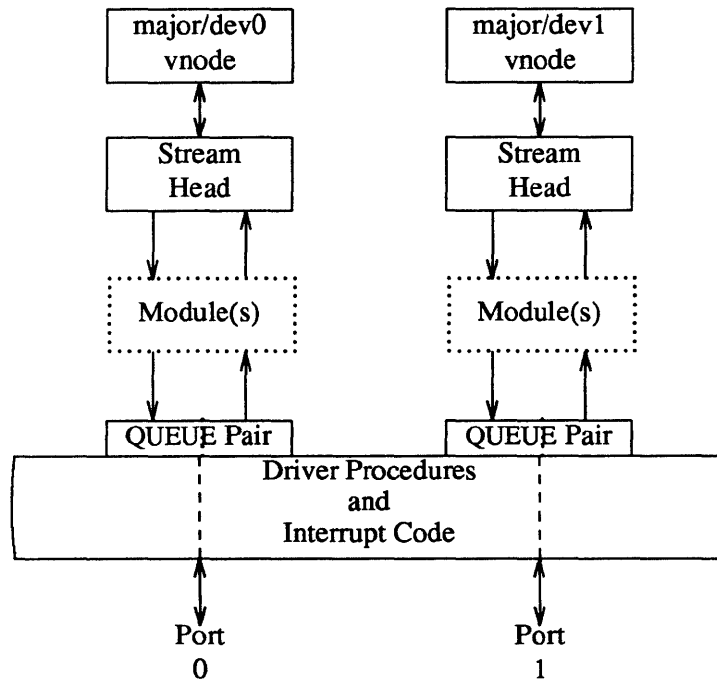 major/dev0
vnode
major/dev1
vnode
Stream
Head
Stream
Head
Module(s)
Module(s)
QUEUE Pair
QUEUE Pair
Driver Procedures
and
Interrupt Code
Port
0
Port
1